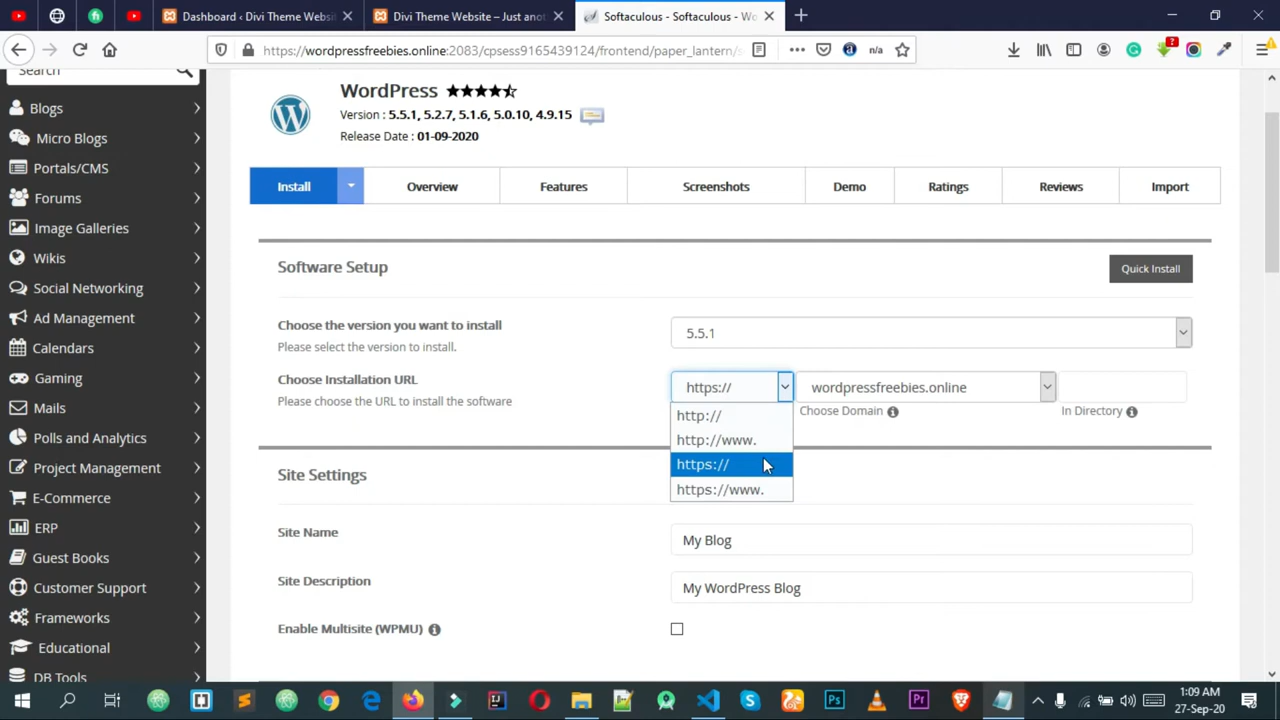 Dashboard ‹ Divi Theme Websit
Divi Theme Website – Just anot
Softaculous - Softaculous - Wo
https://wordpressfreebies.online:2083/cpsess9165439124/frontend/paper_lantern/s
n/a
?
Search
Blogs
Micro Blogs
Portals/CMS
Forums
Image Galleries
Wikis
Social Networking
Ad Management
Calendars
Gaming
Mails
Polls and Analytics
Project Management
E-Commerce
ERP
Guest Books
Customer Support
Frameworks
Educational
DB Tools
WordPress
Version : 5.5.1, 5.2.7, 5.1.6, 5.0.10, 4.9.15
Release Date : 01-09-2020
Install Overview Features Screenshots Demo Ratings Reviews Import
Software Setup
Quick Install
Choose the version you want to install
Please select the version to install.
5.5.1
Choose Installation URL
Please choose the URL to install the software
https://
wordpressfreebies.online
Choose Domain
In Directory
http://
http://www.
https://
https://www.
Site Settings
Site Name
My Blog
Site Description
My WordPress Blog
Enable Multisite (WPMU)
Ps
Pr
1:09 AM
27-Sep-20